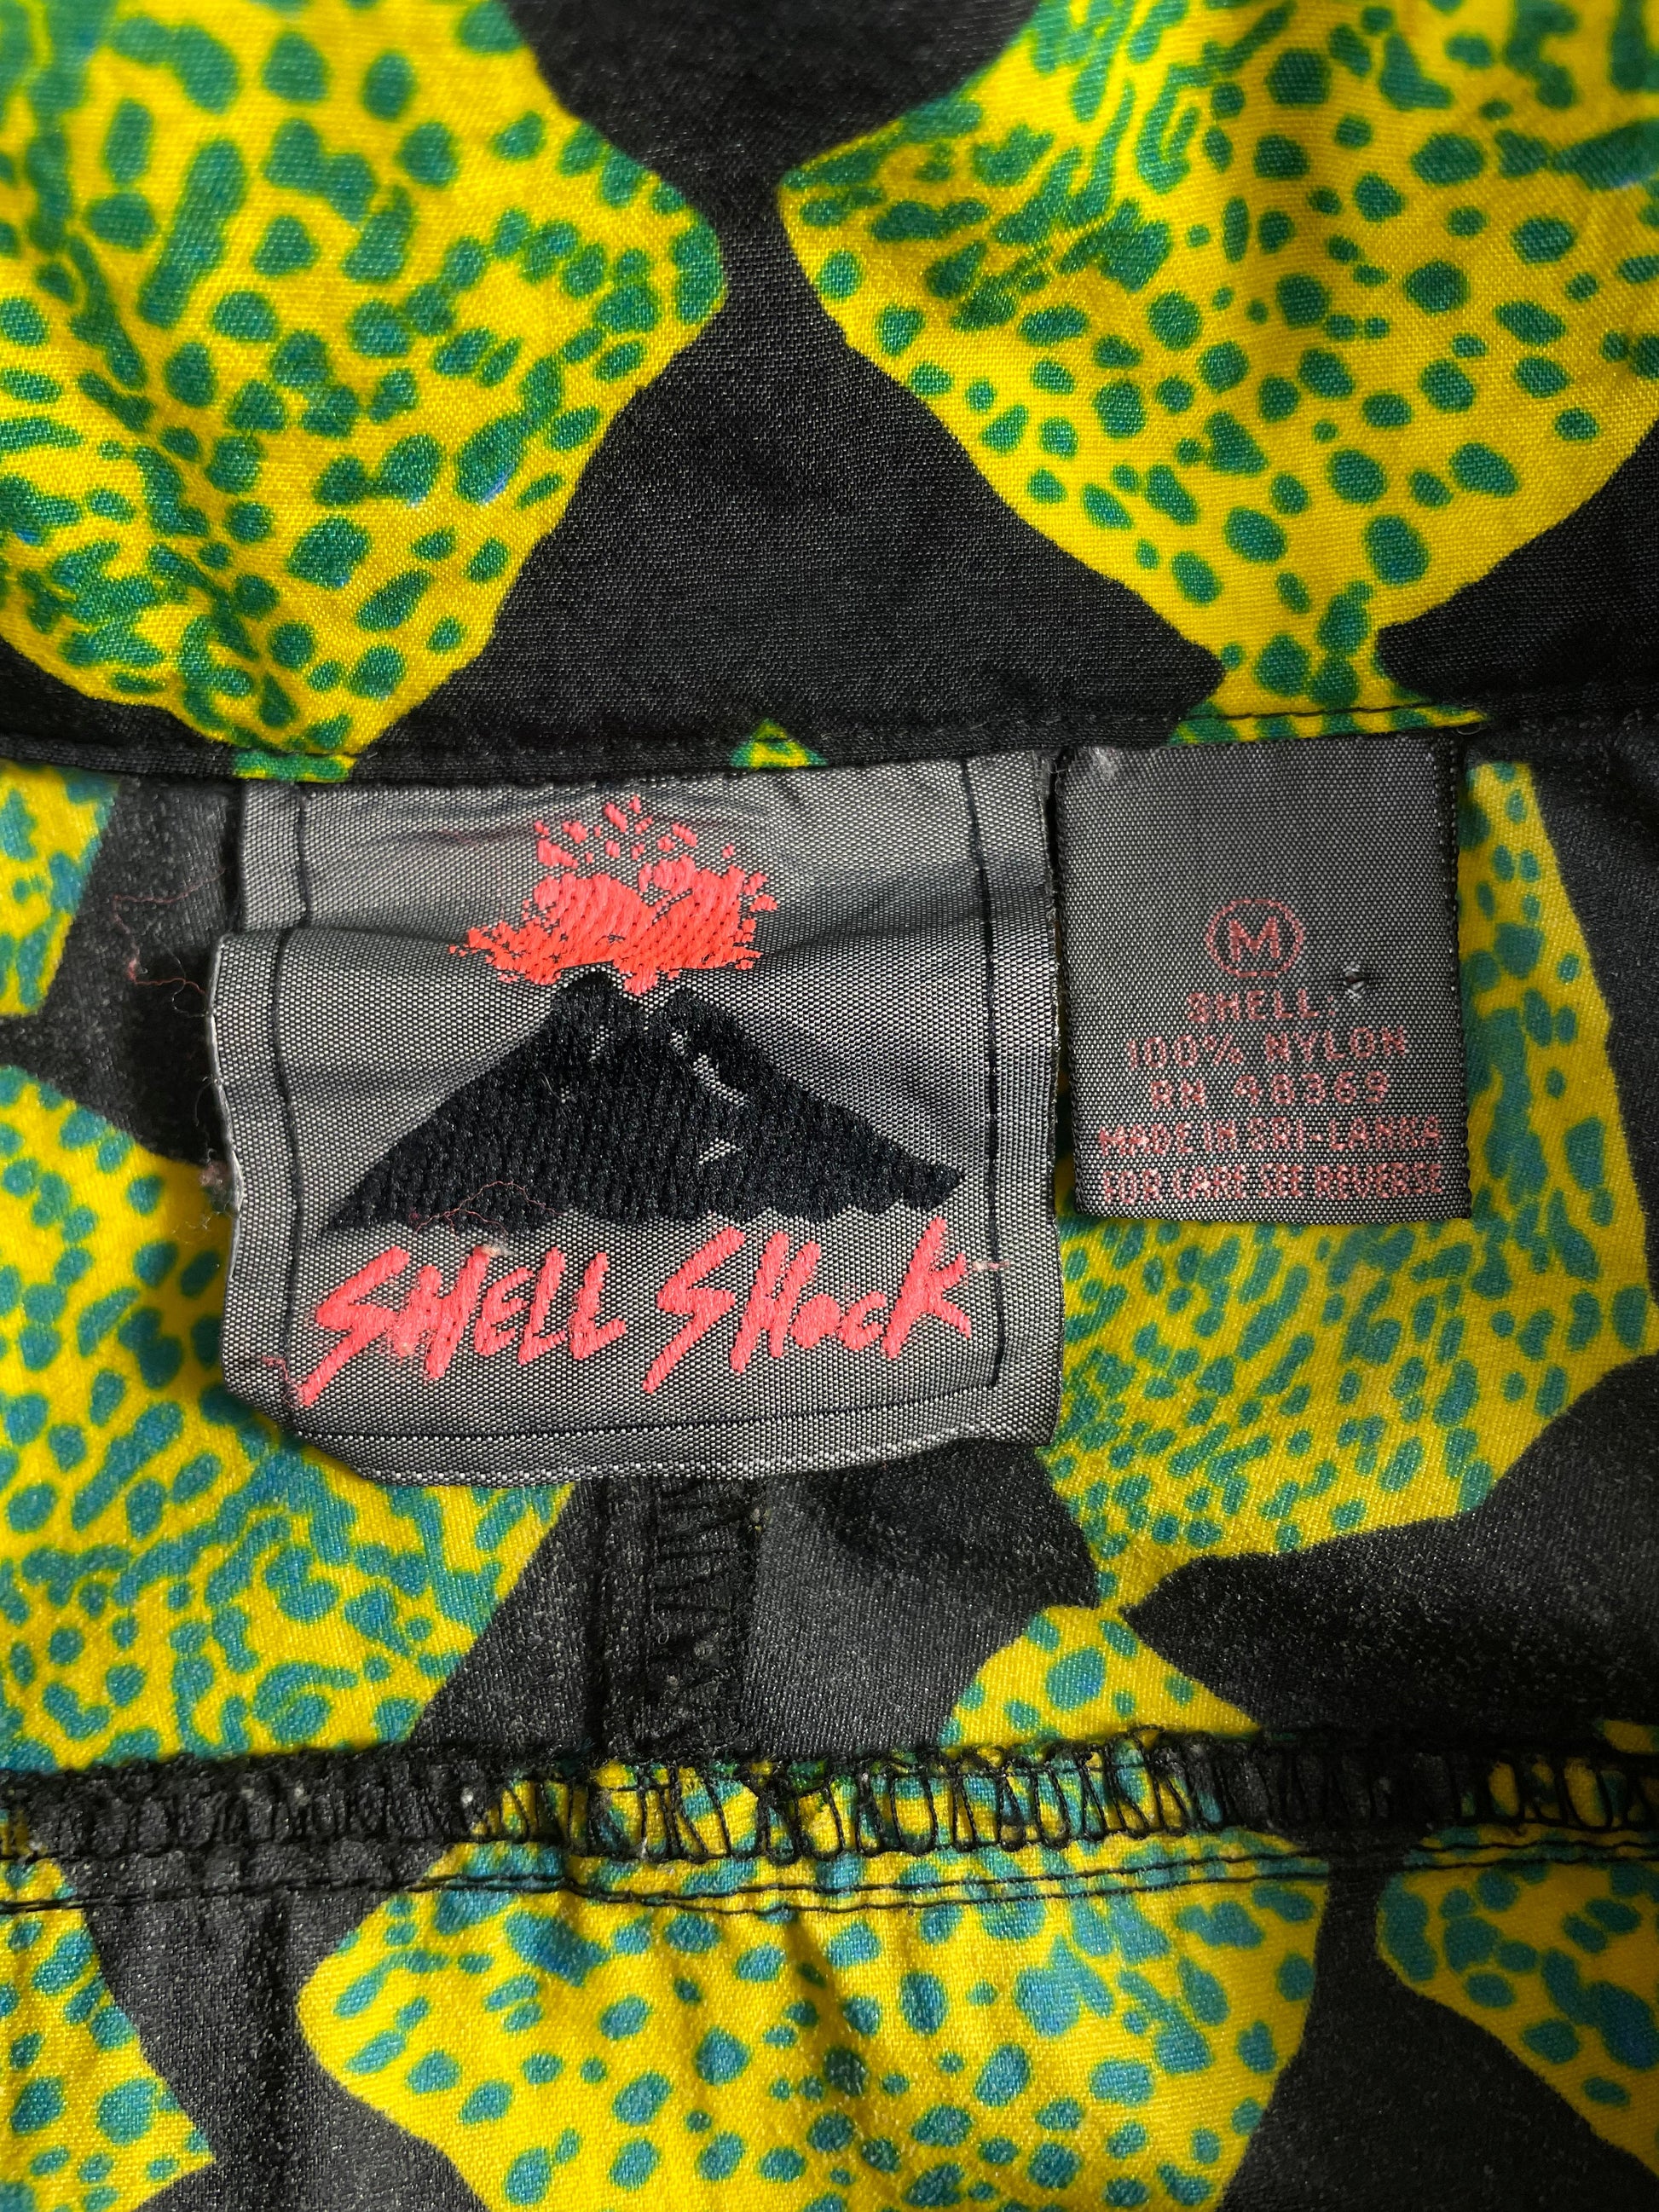 SHELL SHocK
M
SHELL:
100% NYLON
RN 48369
MADE IN SRI-LANKA
FOR CARE SEE REVERSE